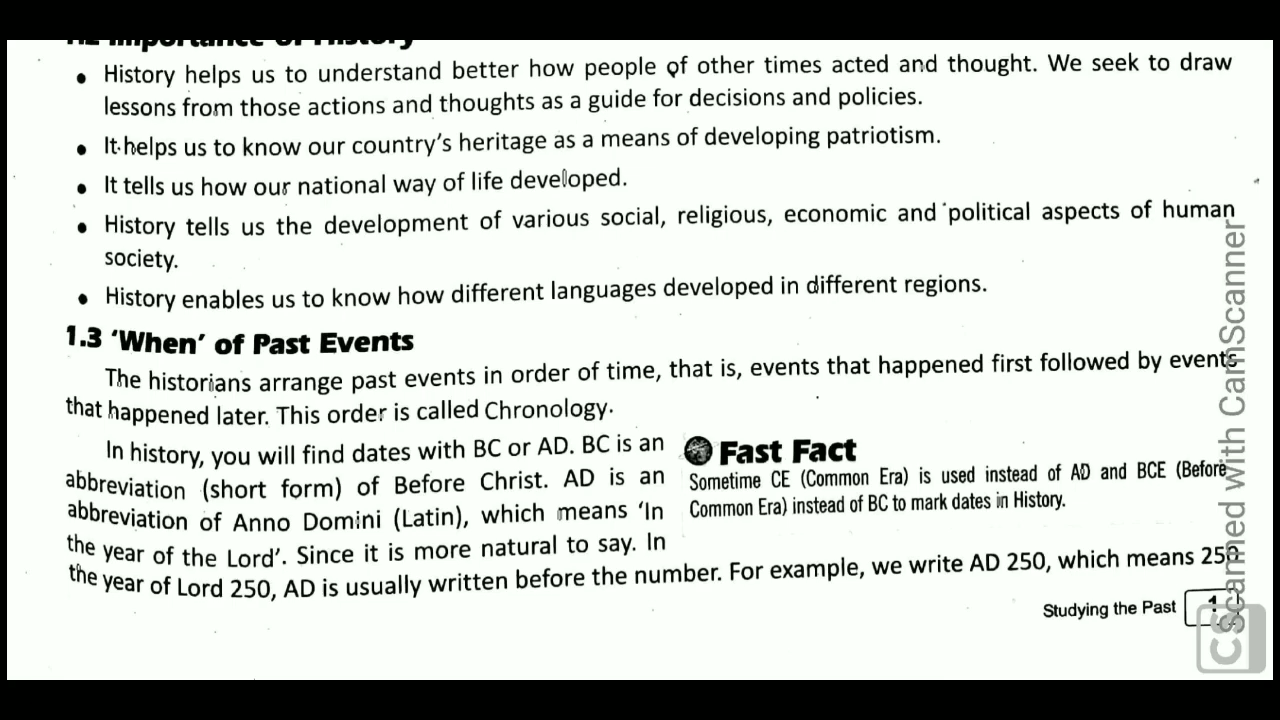 1.2 Importance of History
• History helps us to understand better how people of other times acted and thought. We seek to draw
lessons from those actions and thoughts as a guide for decisions and policies.
• It helps us to know our country's heritage as a means of developing patriotism.
• It tells us how our national way of life developed.
• History tells us the development of various social, religious, economic and political aspects of human
society.
• History enables us to know how different languages developed in different regions.
1.3 'When' of Past Events
The historians arrange past events in order of time, that is, events that happened first followed by events
that happened later. This order is called Chronology.
In history, you will find dates with BC or AD. BC is an
abbreviation (short form) of Before Christ. AD is an
abbreviation of Anno Domini (Latin), which means 'In
the year of the Lord'. Since it is more natural to say. In
the year of Lord 250, AD is usually written before the number. For example, we write AD 250, which means 250
Fast Fact
Sometime CE (Common Era) is used instead of AD and BCE (Before
Common Era) instead of BC to mark dates in History.
Studying the Past 1
CS
Scanned with CamScanner